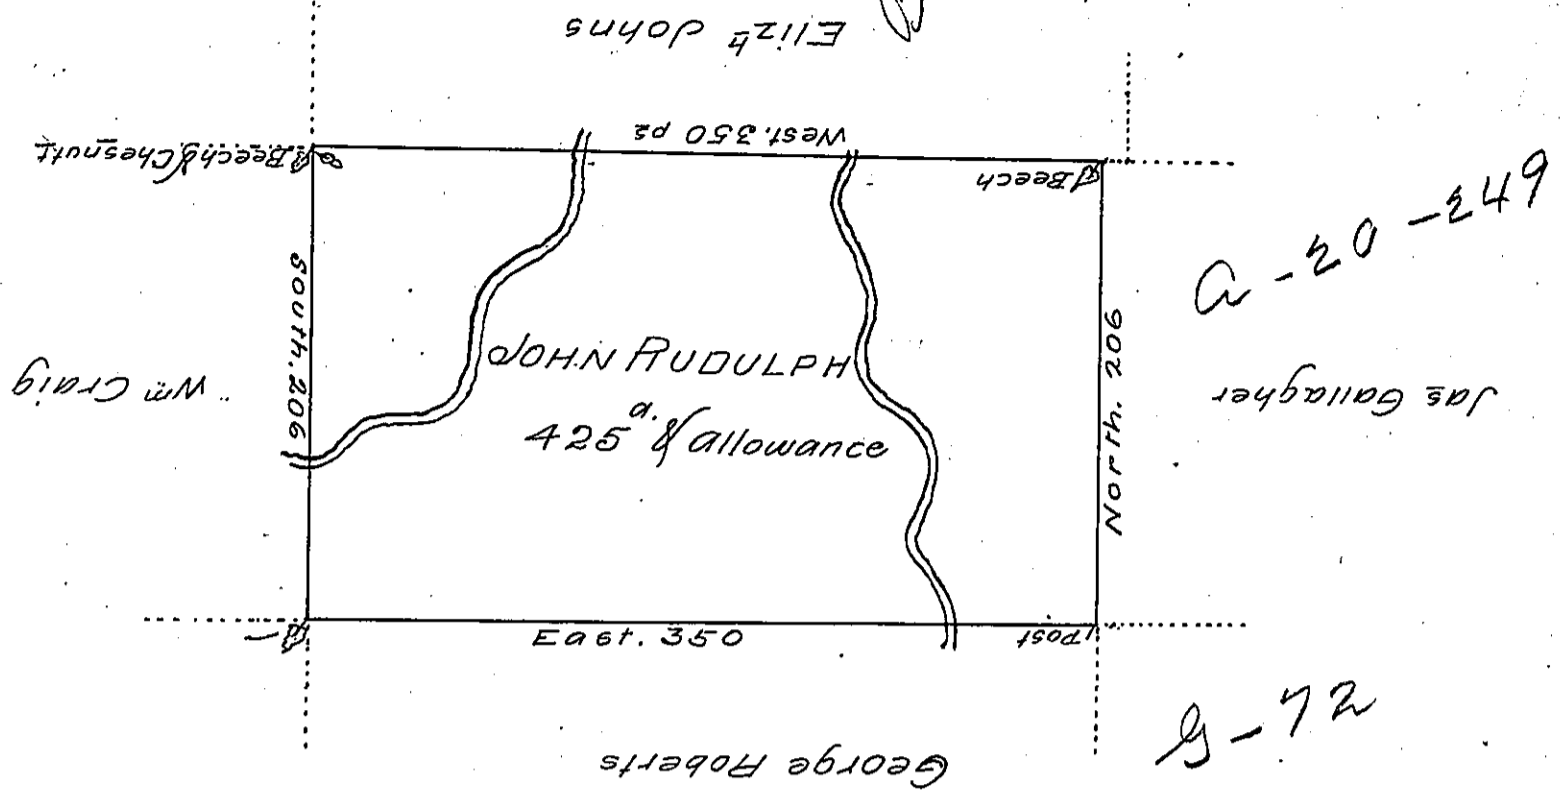 Elizh Johns
West. 350 ps
Beech & Chesnutt
Beech
A-20-249
South. 206
North. 206
JOHN RUDULPH
425 a. & allowance
Wm Craig
Jas Gallagher
East. 350
Post
George Roberts
G-72